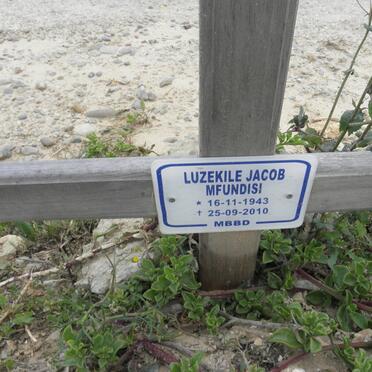 LUZEKILE JACOB
MFUNDISI
* 16-11-1943
† 25-09-2010
MBBD